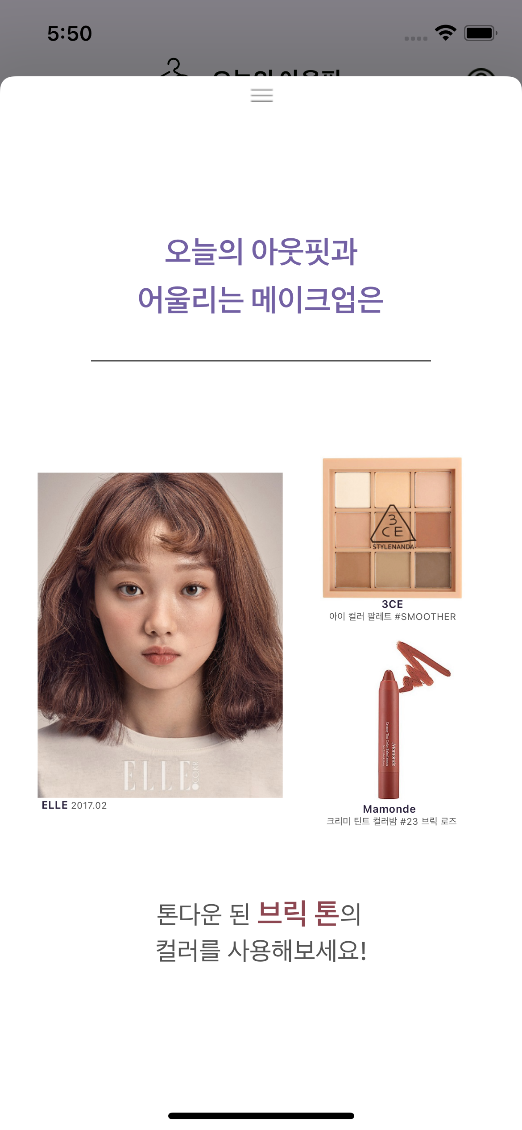 5:50
오늘의 아웃핏과
어울리는 메이크업은
3
CE
STYLENANDA
3CE
아이 컬러 팔레트 #SMOOTHER
ELLE
ELLE 2017.02
Mamonde
Mamonde
크리미 틴트 컬러밤 #23 브릭 로즈
톤다운 된 브릭 톤의
컬러를 사용해보세요!